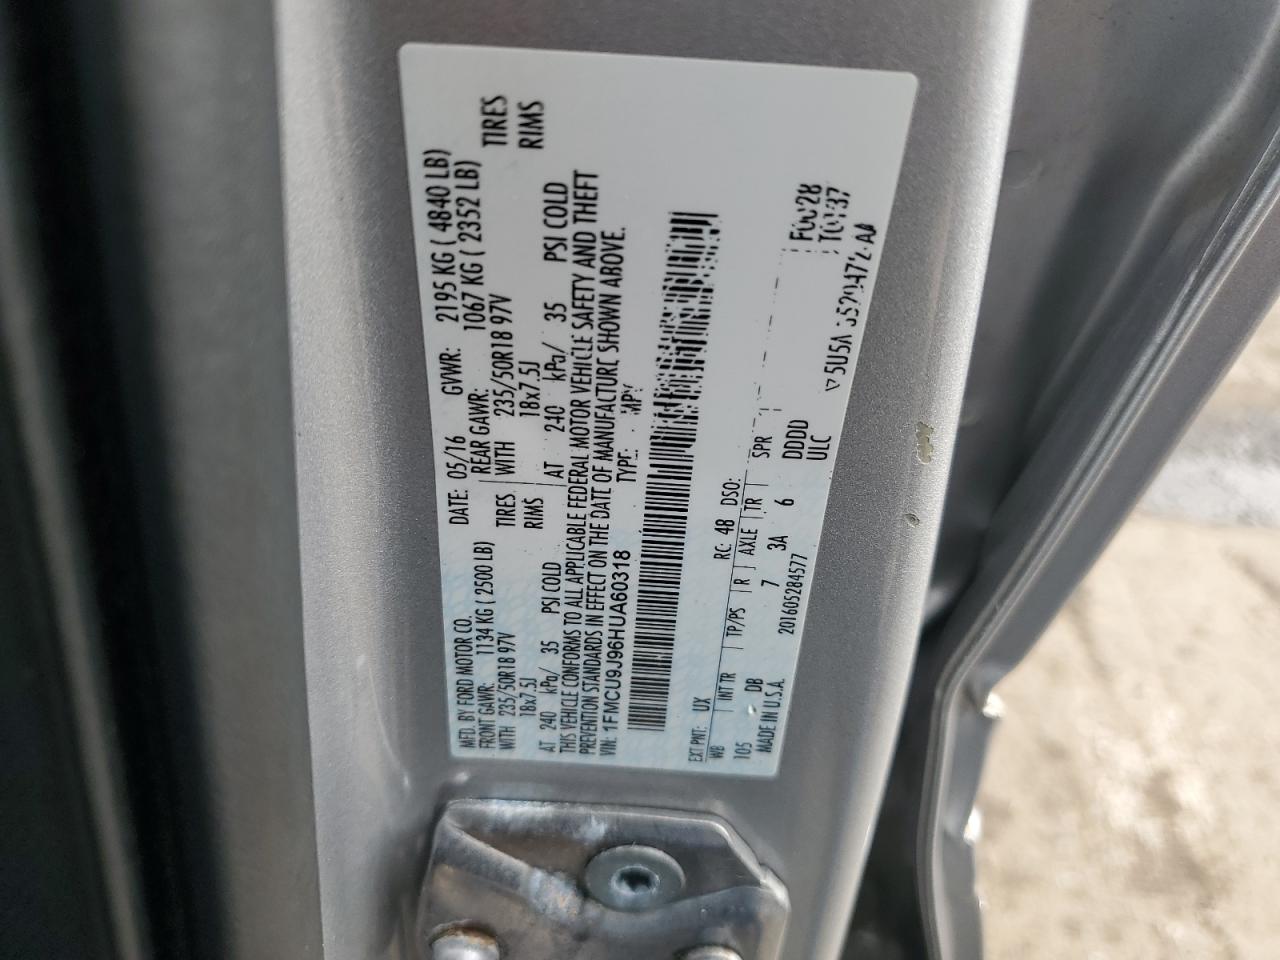 MFD. BY FORD MOTOR CO. DATE: 05/16 GVWR: 2195 KG ( 4840 LB)
FRONT GAWR: 1134 KG ( 2500 LB) REAR GAWR: 1067 KG ( 2352 LB)
WITH 235/50R18 97V TIRES WITH 235/50R18 97V TIRES
18x7.5J RIMS 18x7.5J RIMS
AT 240 kPa/ 35 PSI COLD AT 240 kPa/ 35 PSI COLD
THIS VEHICLE CONFORMS TO ALL APPLICABLE FEDERAL MOTOR VEHICLE SAFETY AND THEFT
PREVENTION STANDARDS IN EFFECT ON THE DATE OF MANUFACTURE SHOWN ABOVE.
VIN: 1FMCU9J96HUA60318 TYPE: MPV
EXT PNT: UX RC: 48 DSO:
WB INT TR TP/PS R AXLE TR SPR
105 DB 7 3A 6 DDDD
MADE IN U.S.A. 201605284577 ULC